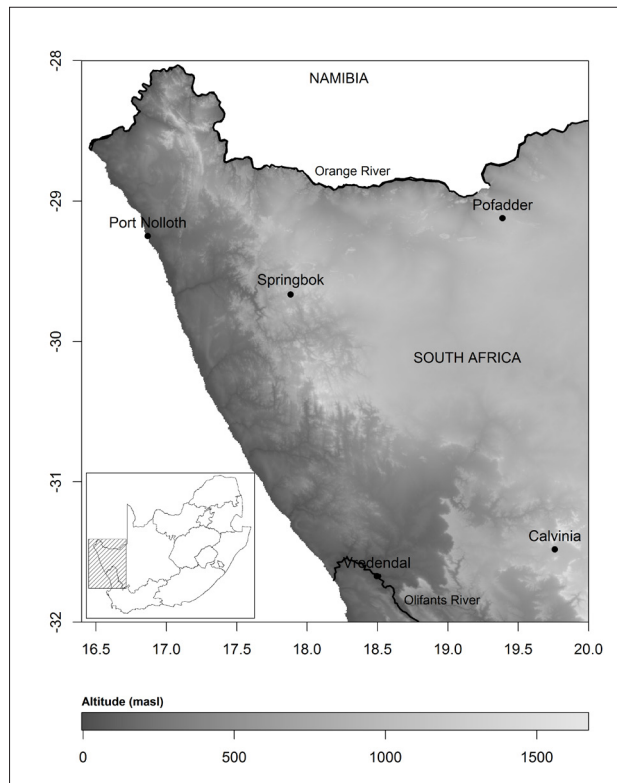 -28
NAMIBIA
Orange River
-29
Pofadder
Port Nolloth
Springbok
-30
SOUTH AFRICA
-31
Calvinia
Vredendal
Olifants River
-32
16.5 17.0 17.5 18.0 18.5 19.0 19.5 20.0
Altitude (masl)
0 500 1000 1500